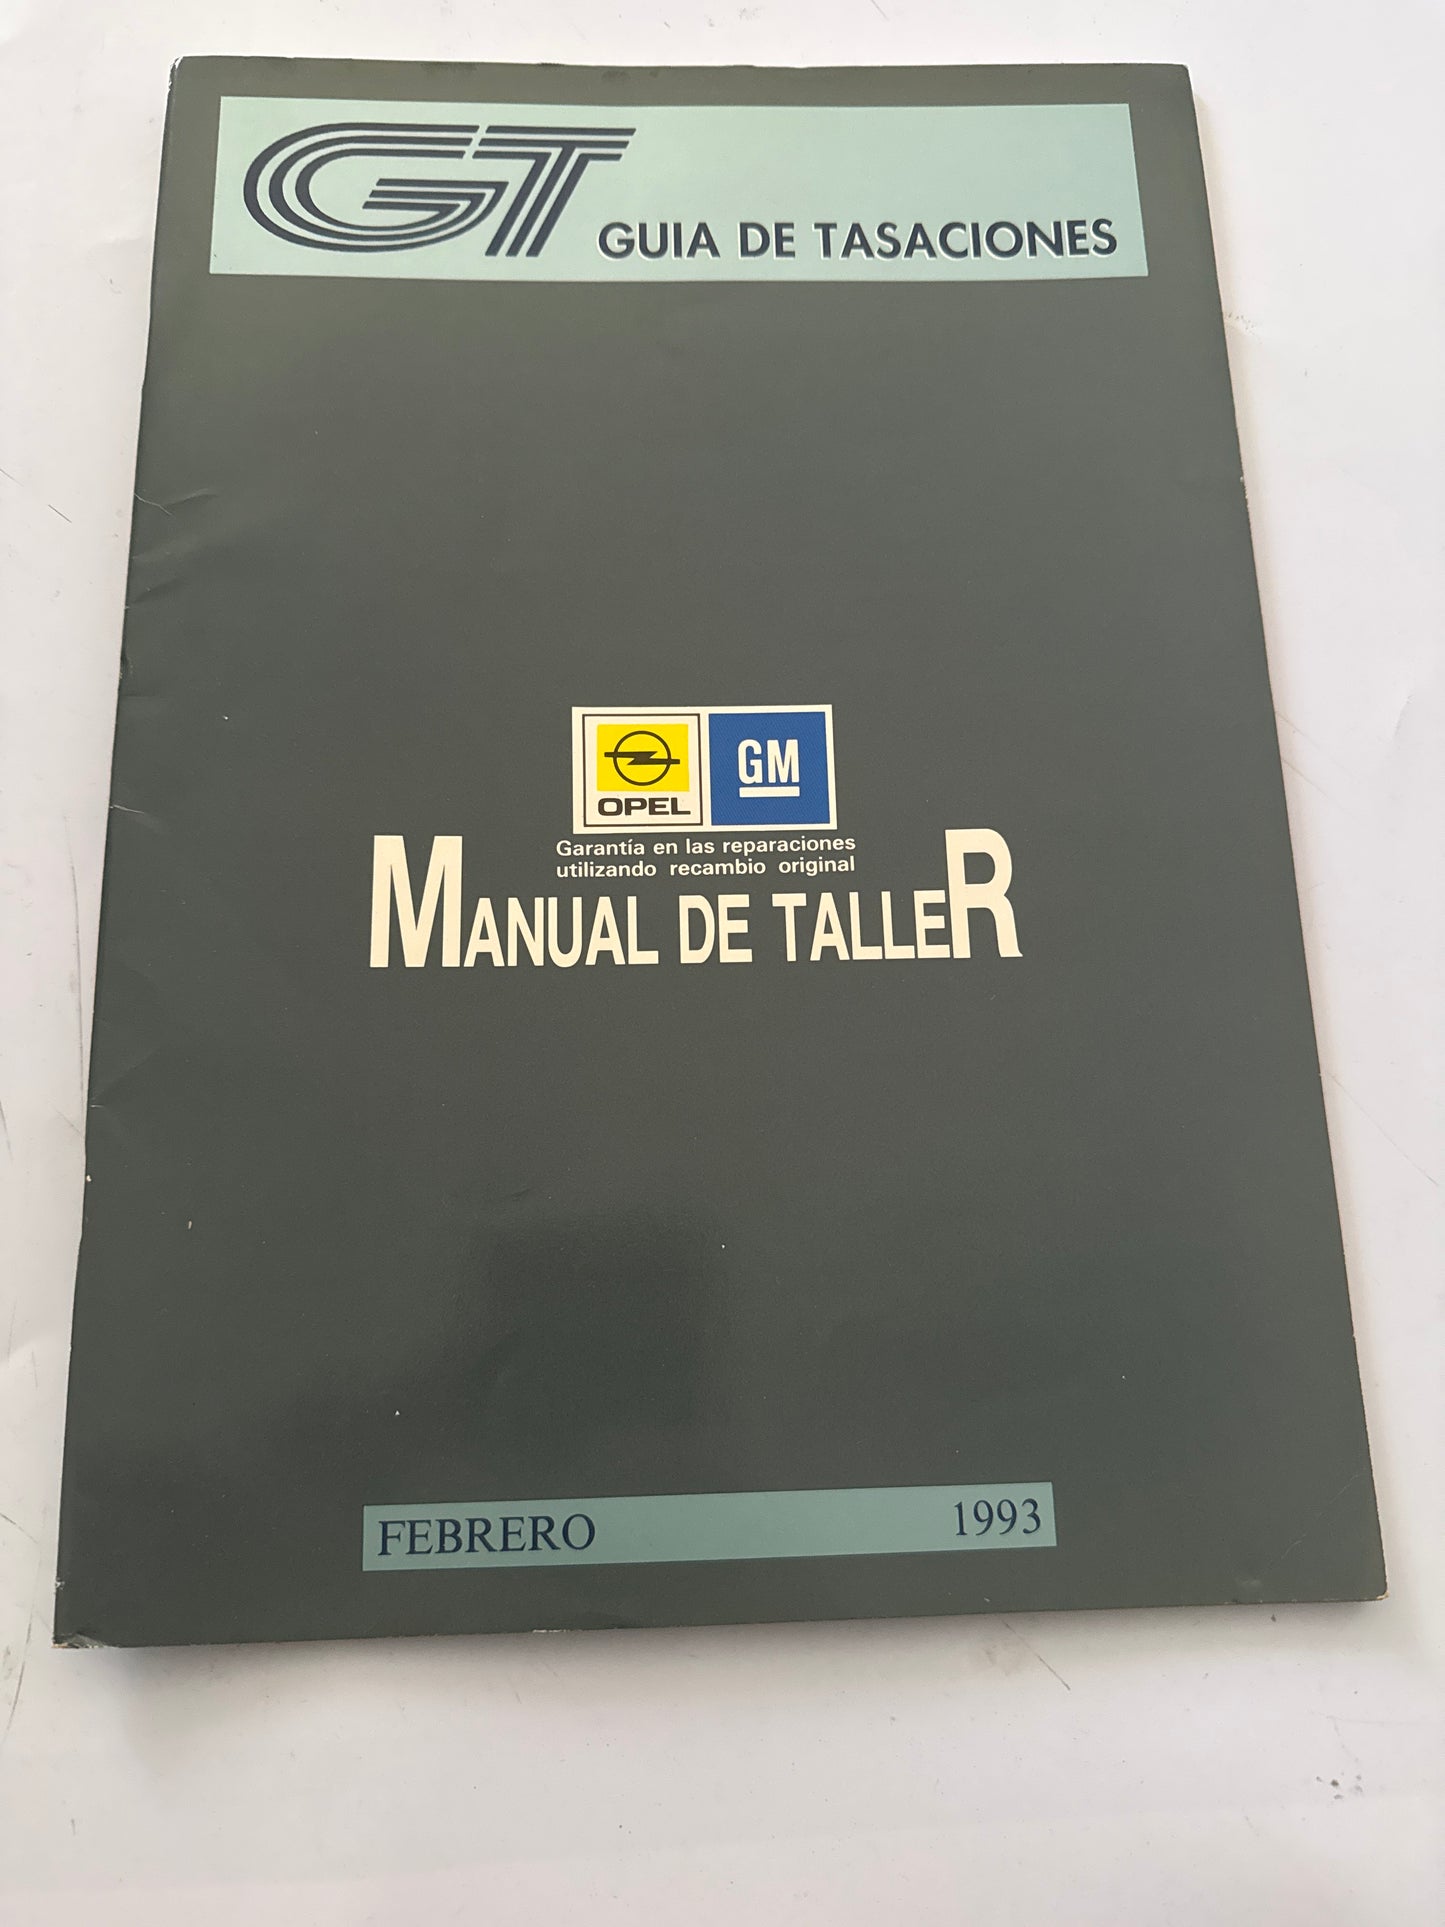 GT GUIA DE TASACIONES
OPEL GM
Garantía en las reparaciones
utilizando recambio original
MANUAL DE TALLER
FEBRERO 1993